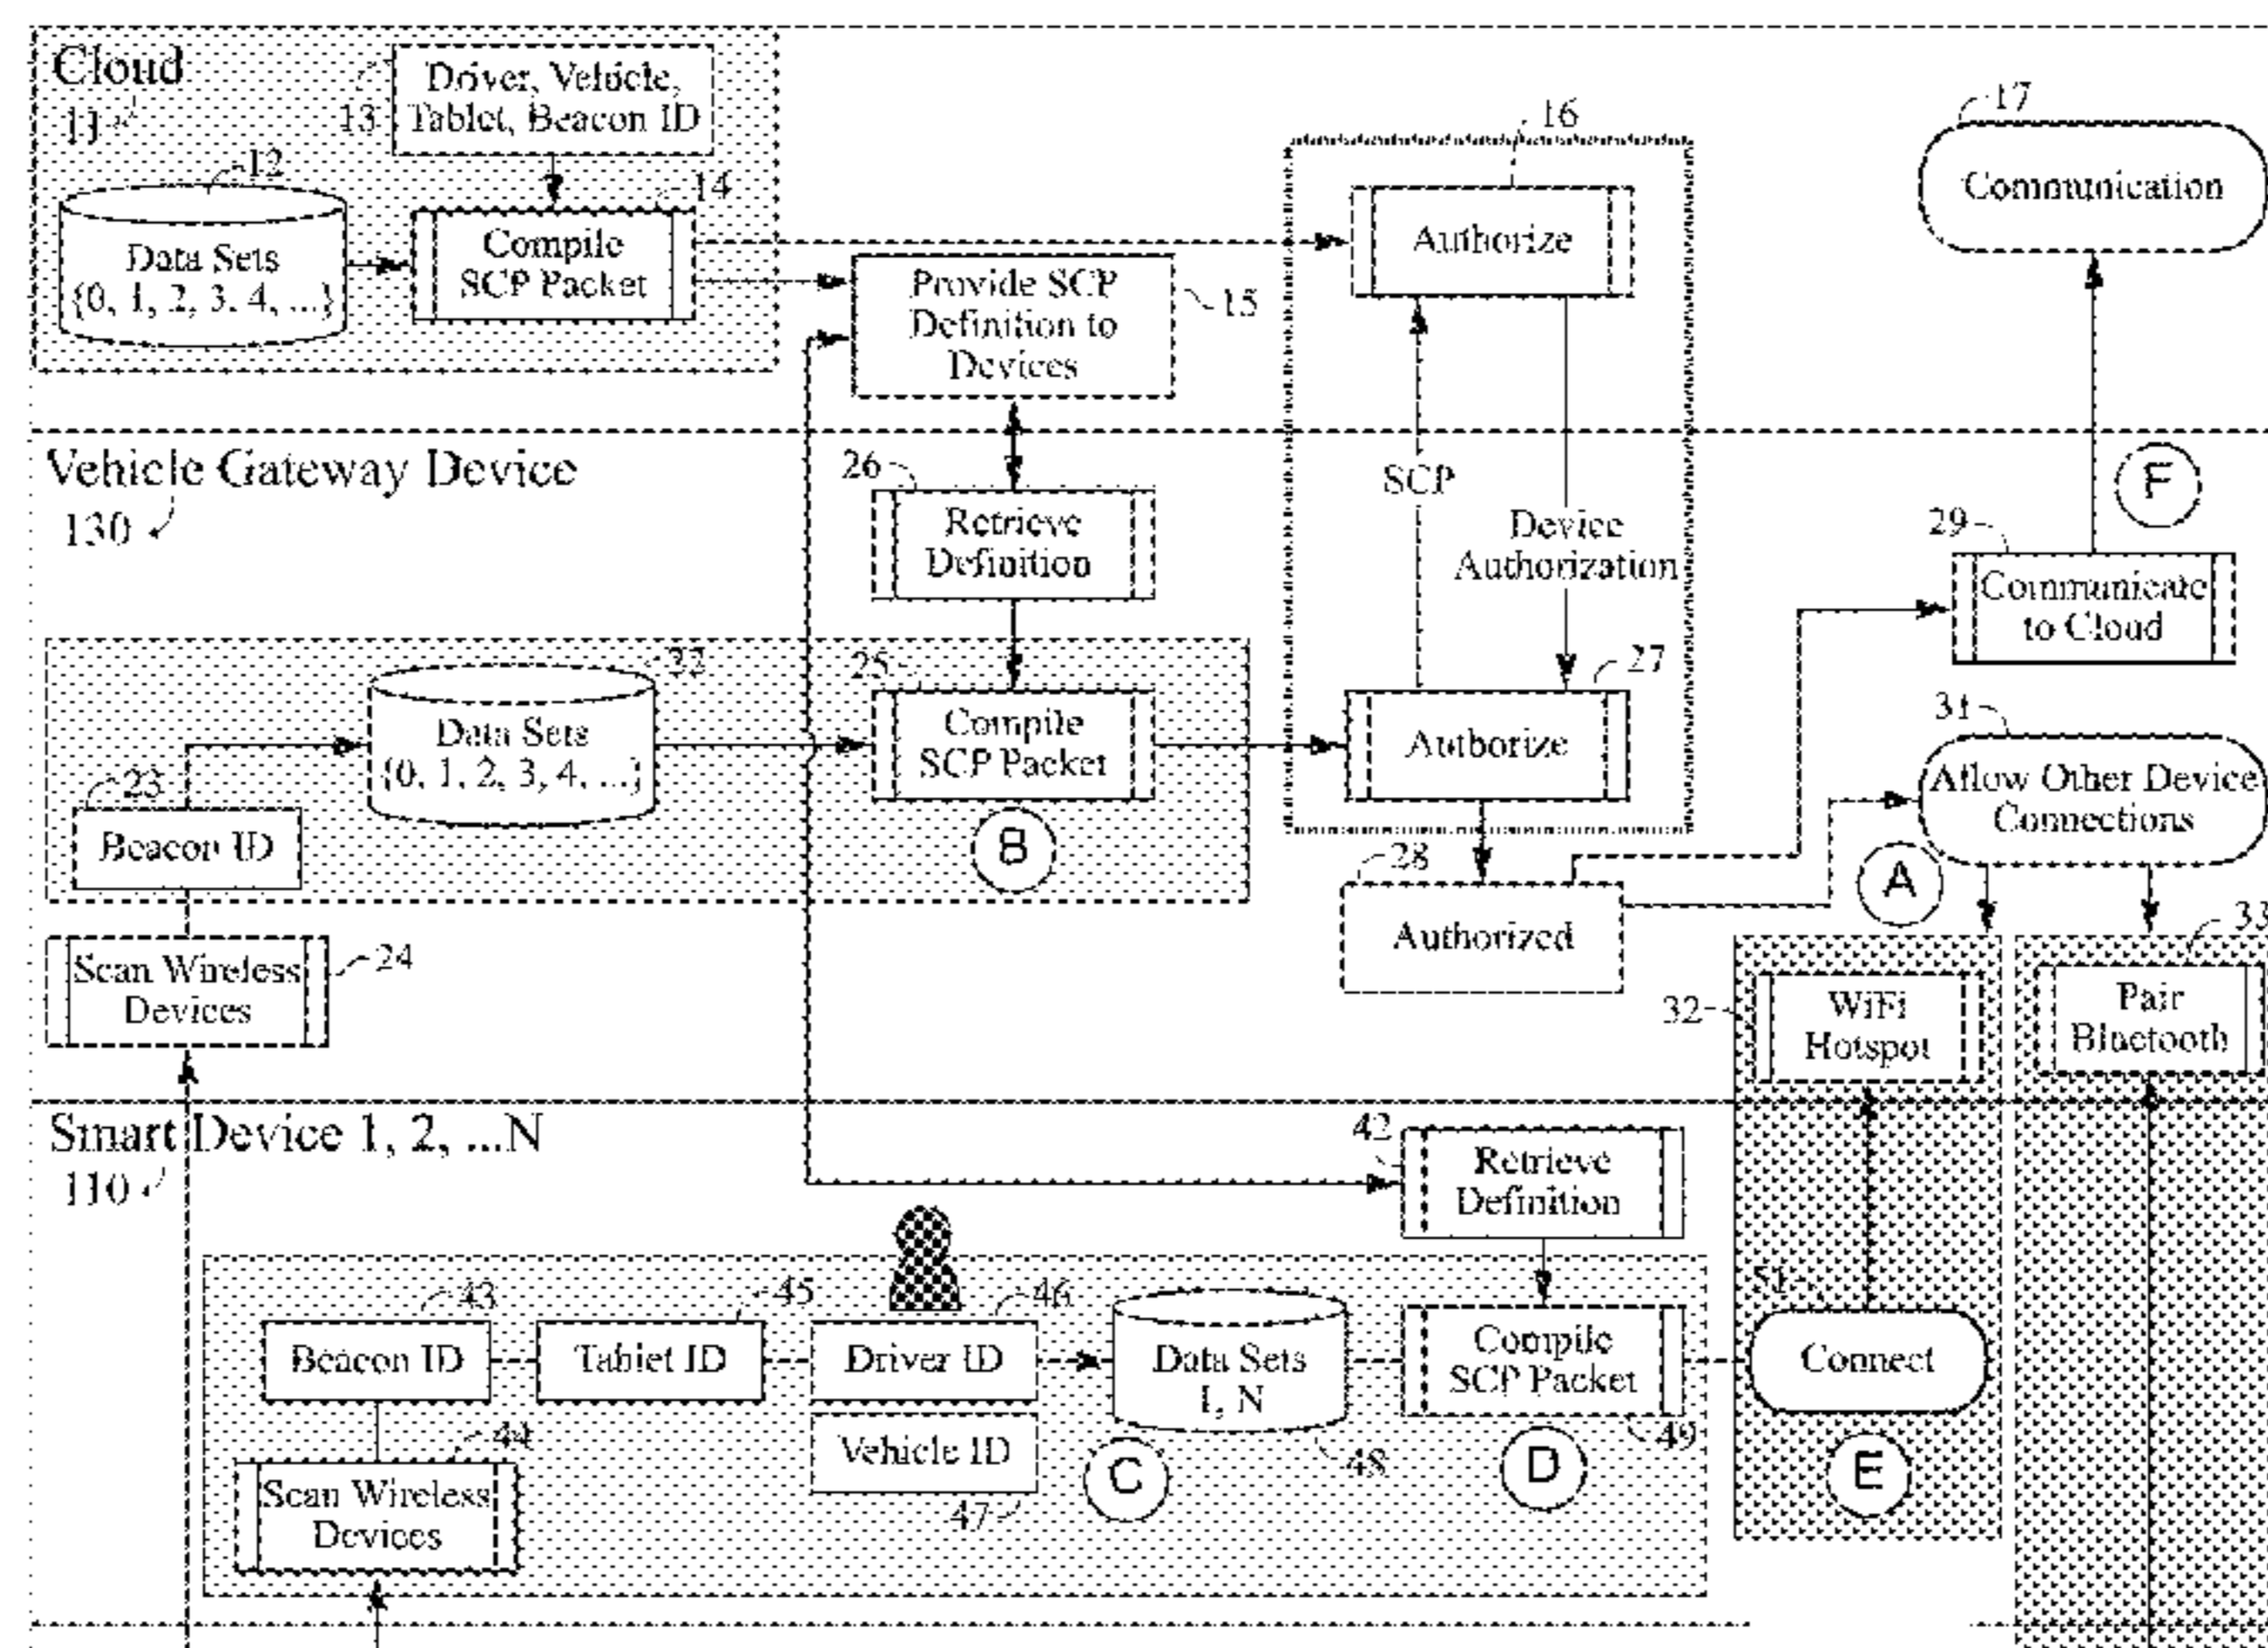 Cloud
11
13
Driver, Vehicle,
Tablet, Beacon ID
12
Data Sets
{0, 1, 2, 3, 4, ...}
14
Compile
SCP Packet
Provide SCP
Definition to
Devices
15
16
Authorize
17
Communication
Vehicle Gateway Device
130
26
Retrieve
Definition
SCP
Device
Authorization
F
29
Communicate
to Cloud
22
Data Sets
{0, 1, 2, 3, 4, ...}
23
Beacon ID
25
Compile
SCP Packet
B
27
Authorize
31
Allow Other Device
Connections
A
28
Authorized
Scan Wireless
Devices
24
32
WiFi
Hotspot
33
Pair
Bluetooth
Smart Device 1, 2, ...N
110
42
Retrieve
Definition
43
Beacon ID
45
Tablet ID
46
Driver ID
Vehicle ID
47
Data Sets
1, N
48
C
Compile
SCP Packet
49
D
51
Connect
E
44
Scan Wireless
Devices